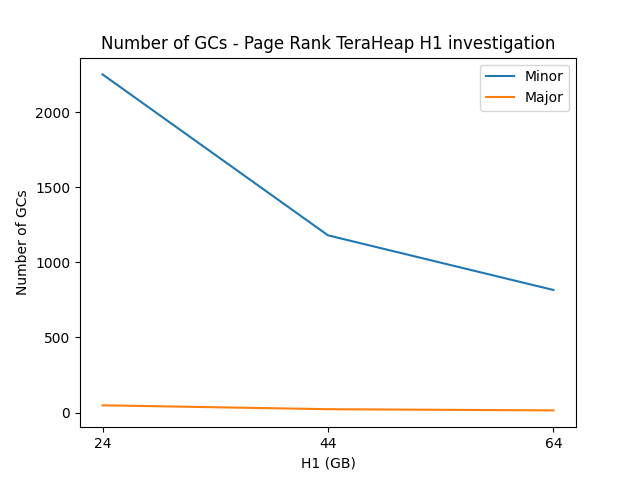 Number of GCs - Page Rank TeraHeap H1 investigation
Minor
Major
Number of GCs
2000
1500
1000
500
0
24
44
64
H1 (GB)